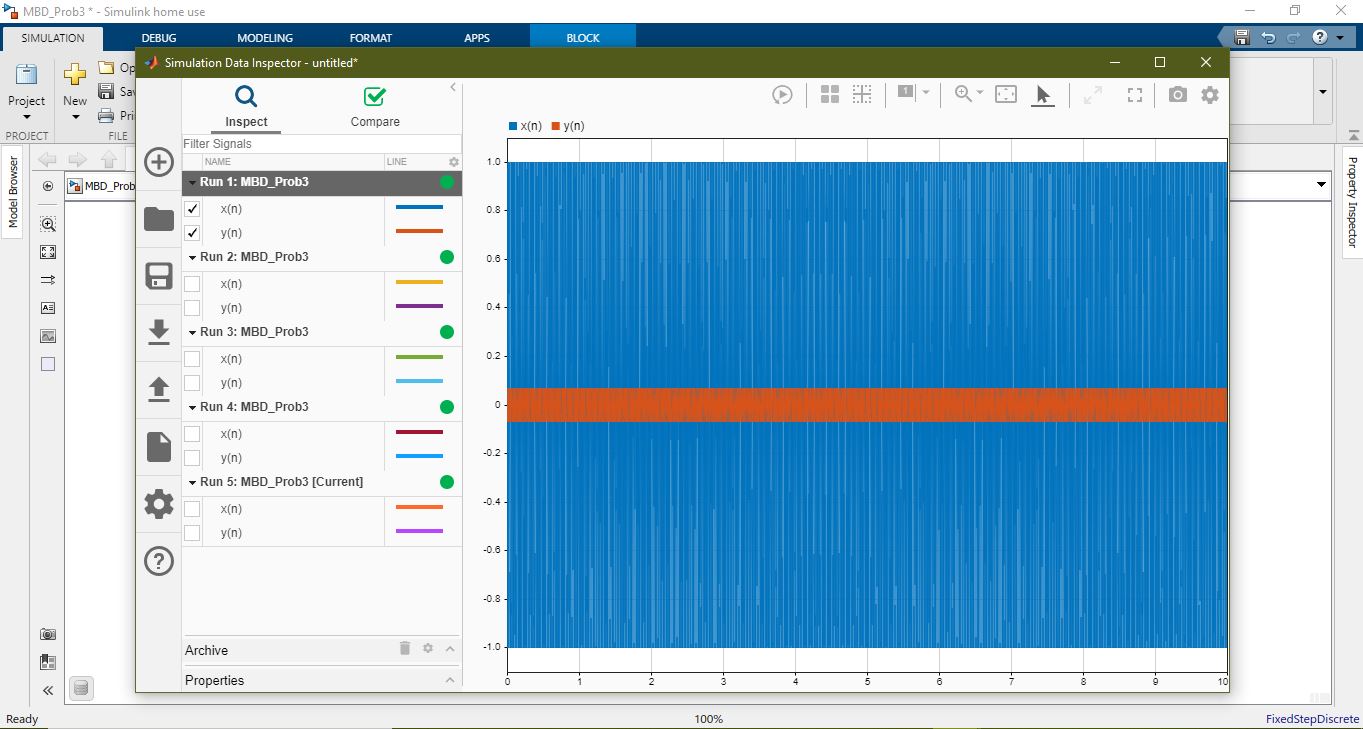 MBD_Prob3 * - Simulink home use
SIMULATION DEBUG MODELING FORMAT APPS BLOCK
Project
New
Op
Sav
Pri
PROJECT FILE
Model Browser
MBD_Prob
Property Inspector
Simulation Data Inspector - untitled*
Inspect Compare
Filter Signals
NAME LINE
Run 1: MBD_Prob3
x(n)
y(n)
Run 2: MBD_Prob3
x(n)
y(n)
Run 3: MBD_Prob3
x(n)
y(n)
Run 4: MBD_Prob3
x(n)
y(n)
Run 5: MBD_Prob3 [Current]
x(n)
y(n)
Archive
Properties
1
x(n) y(n)
1.0
0.8
0.6
0.4
0.2
0
-0.2
-0.4
-0.6
-0.8
-1.0
0 1 2 3 4 5 6 7 8 9 10
Ready 100% FixedStepDiscrete